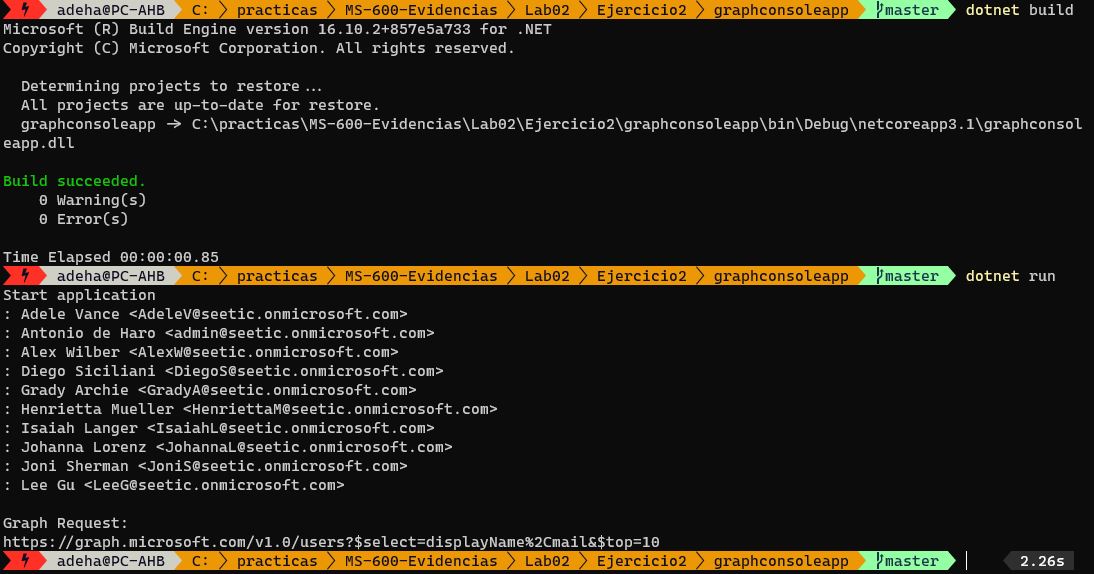 adeha@PC-AHB C: practicas MS-600-Evidencias Lab02 Ejercicio2 graphconsoleapp master dotnet build
Microsoft (R) Build Engine version 16.10.2+857e5a733 for .NET
Copyright (C) Microsoft Corporation. All rights reserved.
Determining projects to restore...
All projects are up-to-date for restore.
graphconsoleapp -> C:\practicas\MS-600-Evidencias\Lab02\Ejercicio2\graphconsoleapp\bin\Debug\netcoreapp3.1\graphconsol
eapp.dll
Build succeeded.
0 Warning(s)
0 Error(s)
Time Elapsed 00:00:00.85
adeha@PC-AHB C: practicas MS-600-Evidencias Lab02 Ejercicio2 graphconsoleapp master dotnet run
Start application
: Adele Vance <AdeleV@seetic.onmicrosoft.com>
: Antonio de Haro <admin@seetic.onmicrosoft.com>
: Alex Wilber <AlexW@seetic.onmicrosoft.com>
: Diego Siciliani <DiegoS@seetic.onmicrosoft.com>
: Grady Archie <GradyA@seetic.onmicrosoft.com>
: Henrietta Mueller <HenriettaM@seetic.onmicrosoft.com>
: Isaiah Langer <IsaiahL@seetic.onmicrosoft.com>
: Johanna Lorenz <JohannaL@seetic.onmicrosoft.com>
: Joni Sherman <JoniS@seetic.onmicrosoft.com>
: Lee Gu <LeeG@seetic.onmicrosoft.com>
Graph Request:
https://graph.microsoft.com/v1.0/users?$select=displayName%2Cmail&$top=10
adeha@PC-AHB C: practicas MS-600-Evidencias Lab02 Ejercicio2 graphconsoleapp master 2.26s